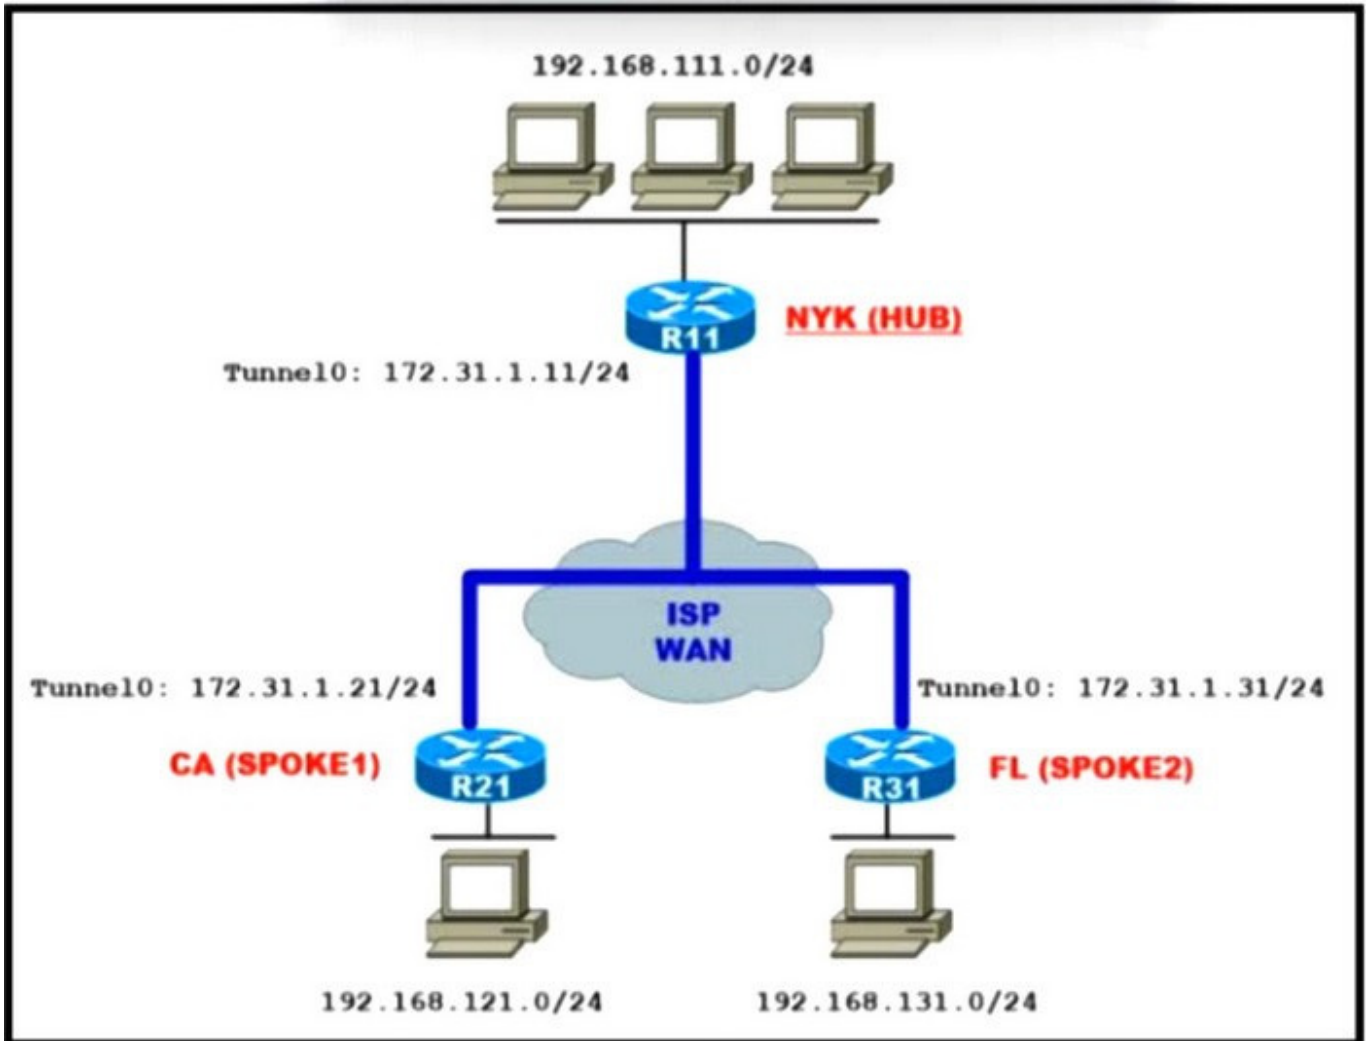 192.168.111.0/24
R11
NYK (HUB)
Tunnel0: 172.31.1.11/24
ISP
WAN
Tunnel0: 172.31.1.21/24
Tunnel0: 172.31.1.31/24
CA (SPOKE1)
R21
R31
FL (SPOKE2)
192.168.121.0/24
192.168.131.0/24